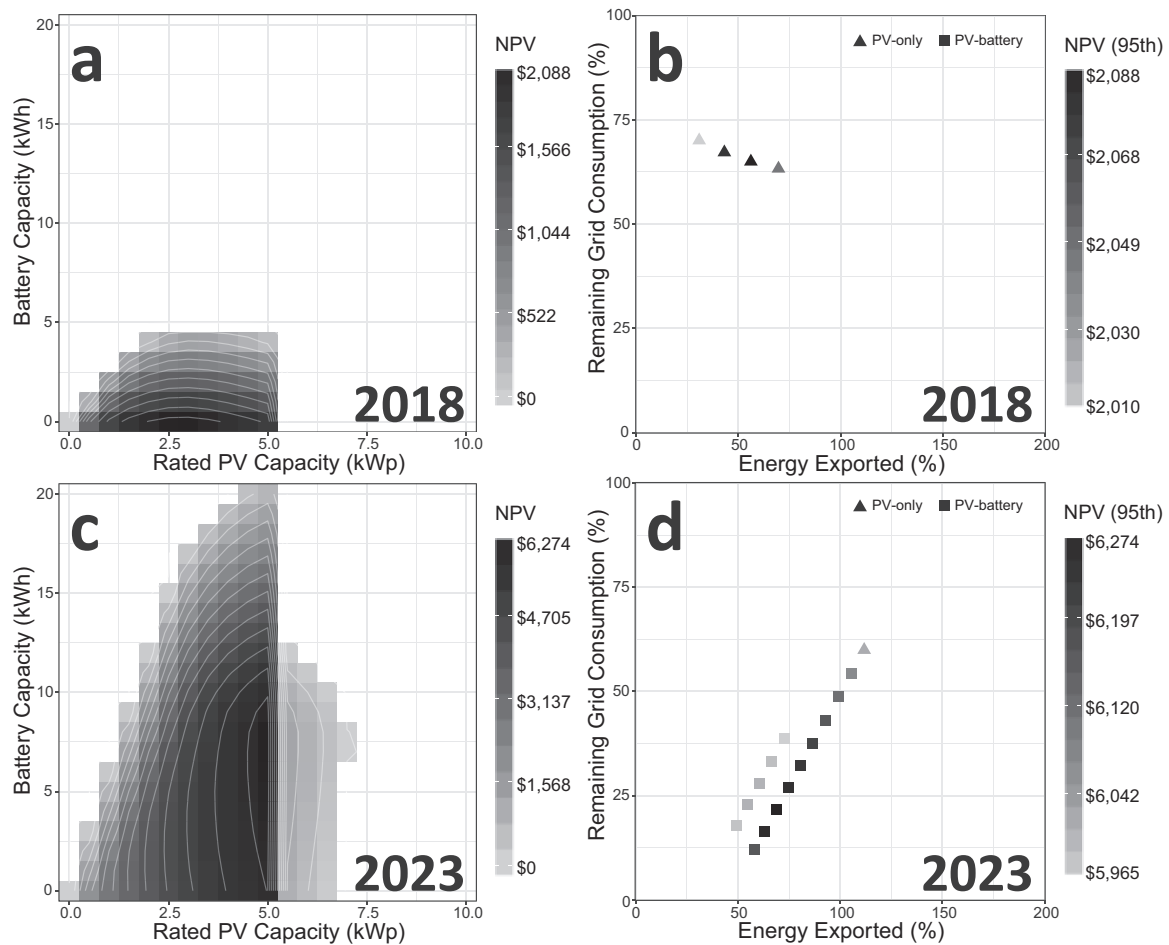 a
Battery Capacity (kWh)
20
15
10
5
0
0.0 2.5 5.0 7.5 10.0
Rated PV Capacity (kWp)
2018
NPV
$2,088
$1,566
$1,044
$522
$0
b
Remaining Grid Consumption (%)
100
75
50
25
0
0 50 100 150 200
Energy Exported (%)
PV-only PV-battery
2018
NPV (95th)
$2,088
$2,068
$2,049
$2,030
$2,010
c
Battery Capacity (kWh)
20
15
10
5
0
0.0 2.5 5.0 7.5 10.0
Rated PV Capacity (kWp)
2023
NPV
$6,274
$4,705
$3,137
$1,568
$0
d
Remaining Grid Consumption (%)
100
75
50
25
0
0 50 100 150 200
Energy Exported (%)
PV-only PV-battery
2023
NPV (95th)
$6,274
$6,197
$6,120
$6,042
$5,965